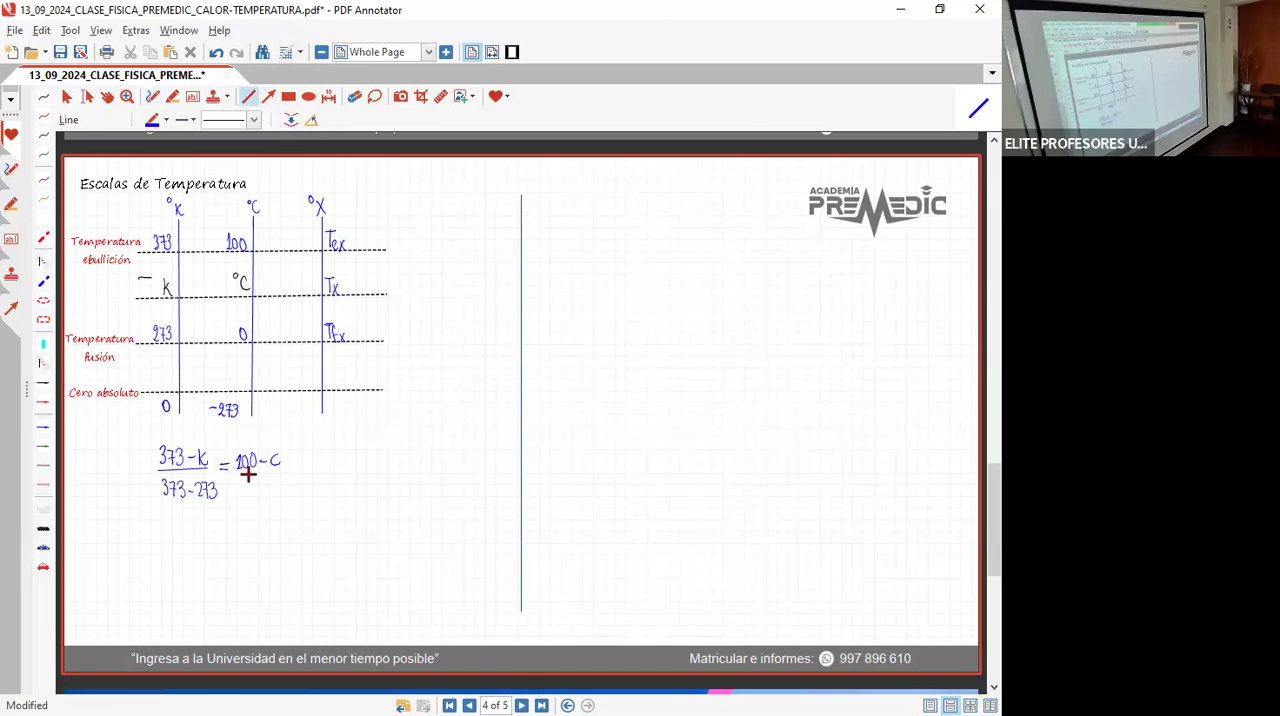 13_09_2024_CLASE_FISICA_PREMEDIC_CALOR-TEMPERATURA.pdf* - PDF Annotator
File Edit Tool View Extras Window Help
Whole Page
13_09_2024_CLASE_FISICA_PREME...*
Line
Escalas de Temperatura
°K °C °X
Temperatura ebullición 373 100 Tex
K °C Tx
Temperatura fusión 273 0 Tfx
Cero absoluto
0 -273
373-K = 100-C
373-273
ACADEMIA
PREMEDIC
"Ingresa a la Universidad en el menor tiempo posible"
Matricular e informes: 997 896 610
Modified
4 of 5
ELITE PROFESORES U...